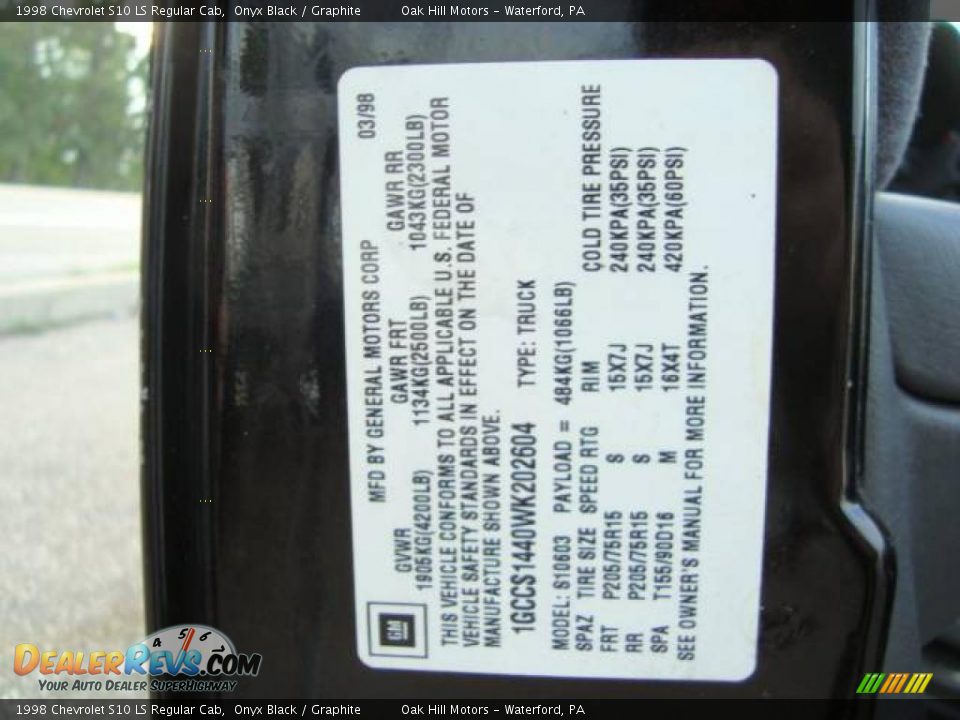 1998 Chevrolet S10 LS Regular Cab, Onyx Black / Graphite Oak Hill Motors - Waterford, PA
MFD BY GENERAL MOTORS CORP 03/98
GVWR GAWR FRT GAWR RR
1905KG(4200LB) 1134KG(2500LB) 1043KG(2300LB)
THIS VEHICLE CONFORMS TO ALL APPLICABLE U.S. FEDERAL MOTOR
VEHICLE SAFETY STANDARDS IN EFFECT ON THE DATE OF
MANUFACTURE SHOWN ABOVE.
1GCCS1440WK202604 TYPE: TRUCK
MODEL: S10603 PAYLOAD = 484KG(1066LB)
SPAZ TIRE SIZE SPEED RTG RIM COLD TIRE PRESSURE
FRT P205/75R15 S 15X7J 240KPA(35PSI)
RR P205/75R15 S 15X7J 240KPA(35PSI)
SPA T155/90D16 M 16X4T 420KPA(60PSI)
SEE OWNER'S MANUAL FOR MORE INFORMATION.
GM
4 5 6
DEALERREVS.COM
YOUR AUTO DEALER SUPERHIGHWAY
1998 Chevrolet S10 LS Regular Cab, Onyx Black / Graphite Oak Hill Motors - Waterford, PA